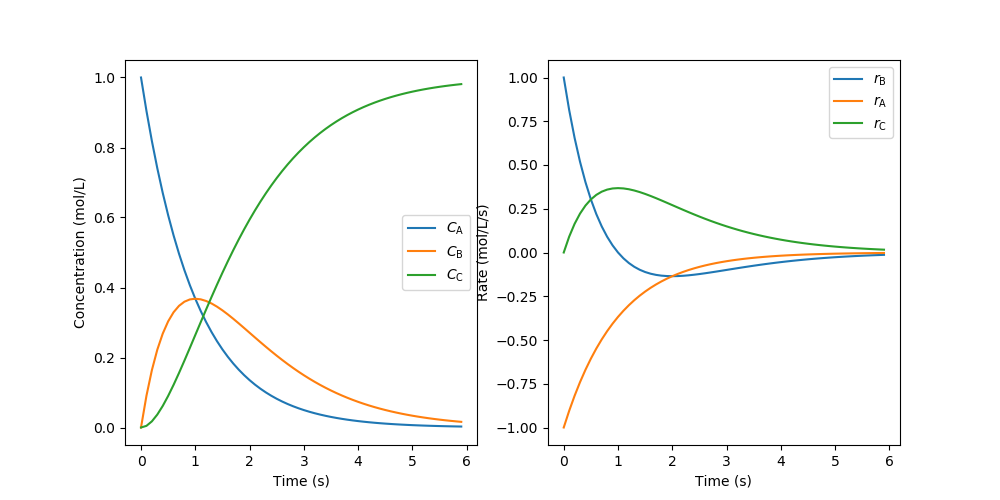 Concentration (mol/L)
1.0
0.8
0.6
0.4
0.2
0.0
C_A
C_B
C_C
0 1 2 3 4 5 6
Time (s)
Rate (mol/L/s)
1.00
0.75
0.50
0.25
0.00
−0.25
−0.50
−0.75
−1.00
r_B
r_A
r_C
0 1 2 3 4 5 6
Time (s)